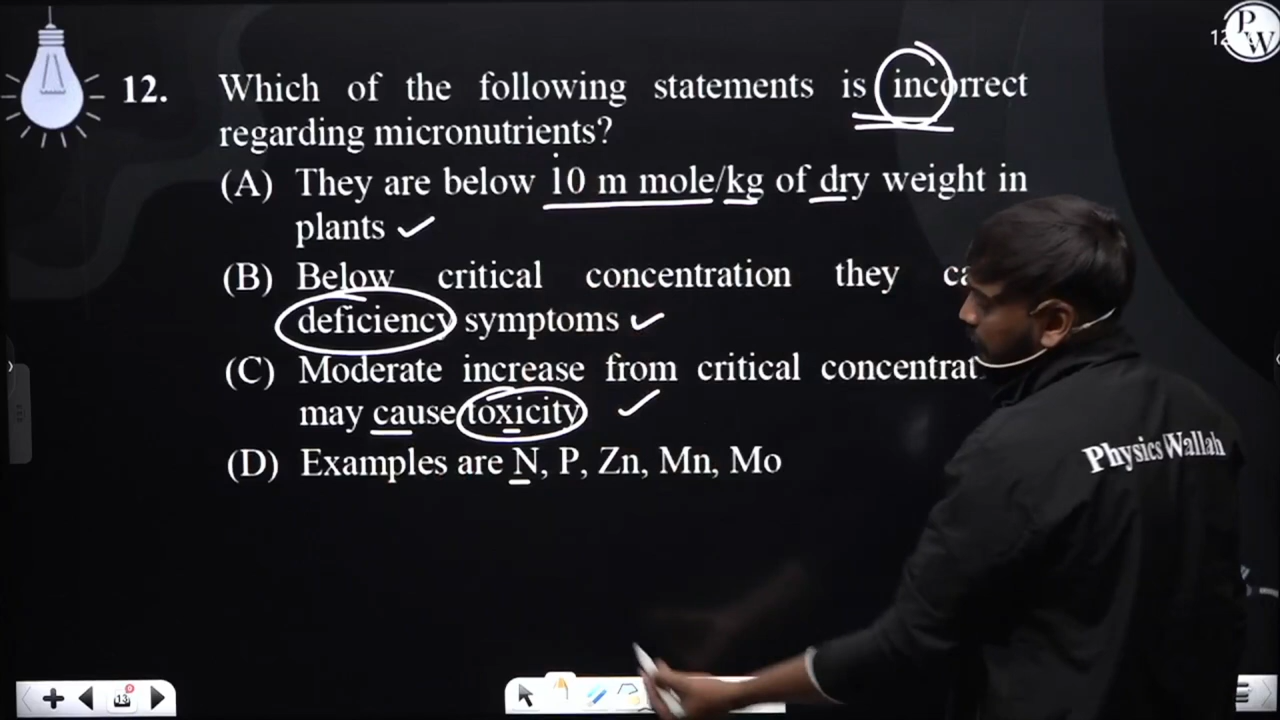 PW
12.
Which of the following statements is incorrect
regarding micronutrients?
(A) They are below 10 m mole/kg of dry weight in
plants
(B) Below critical concentration they
deficiency symptoms
(C) Moderate increase from critical
may cause toxicity
(D) Examples are N, P, Zn, Mn, Mo
Physics Wallah